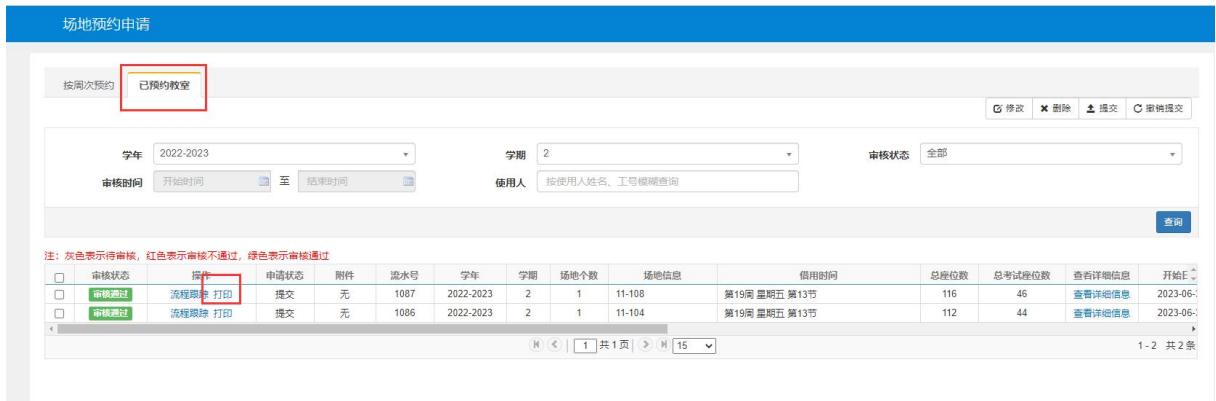 场地预约申请
按周次预约 已预约教室
修改 删除 提交 撤销提交
学年 2022-2023 学期 2 审核状态 全部
审核时间 开始时间 至 结束时间 使用人 按使用人姓名、工号模糊查询
查询
注：灰色表示待审核，红色表示审核不通过，绿色表示审核通过
审核状态 操作 申请状态 附件 流水号 学年 学期 场地个数 场地信息 借用时间 总座位数 总考试座位数 查看详细信息 开始日
审核通过 流程跟踪 打印 提交 无 1087 2022-2023 2 1 11-108 第19周 星期五 第13节 116 46 查看详细信息 2023-06-
审核通过 流程跟踪 打印 提交 无 1086 2022-2023 2 1 11-104 第19周 星期五 第13节 112 44 查看详细信息 2023-06-
1 共1页 15 1-2 共2条